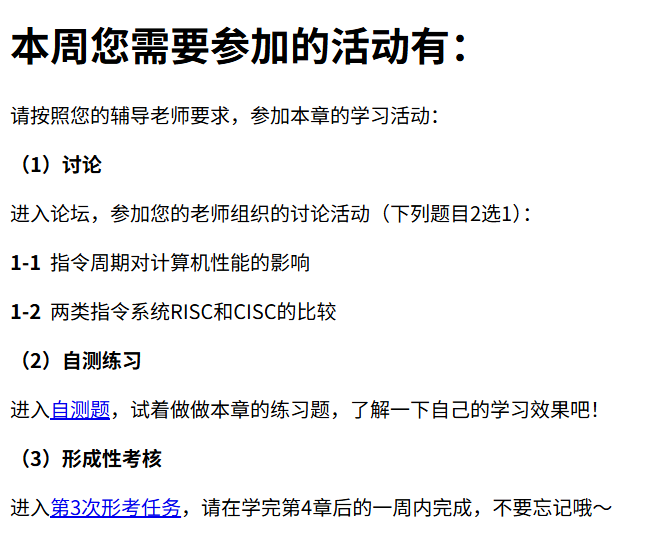 本周您需要参加的活动有：
请按照您的辅导老师要求，参加本章的学习活动：
（1）讨论
进入论坛，参加您的老师组织的讨论活动（下列题目2选1）：
1-1  指令周期对计算机性能的影响
1-2  两类指令系统RISC和CISC的比较
（2）自测练习
进入自测题，试着做做本章的练习题，了解一下自己的学习效果吧！
（3）形成性考核
进入第3次形考任务，请在学完第4章后的一周内完成，不要忘记哦～